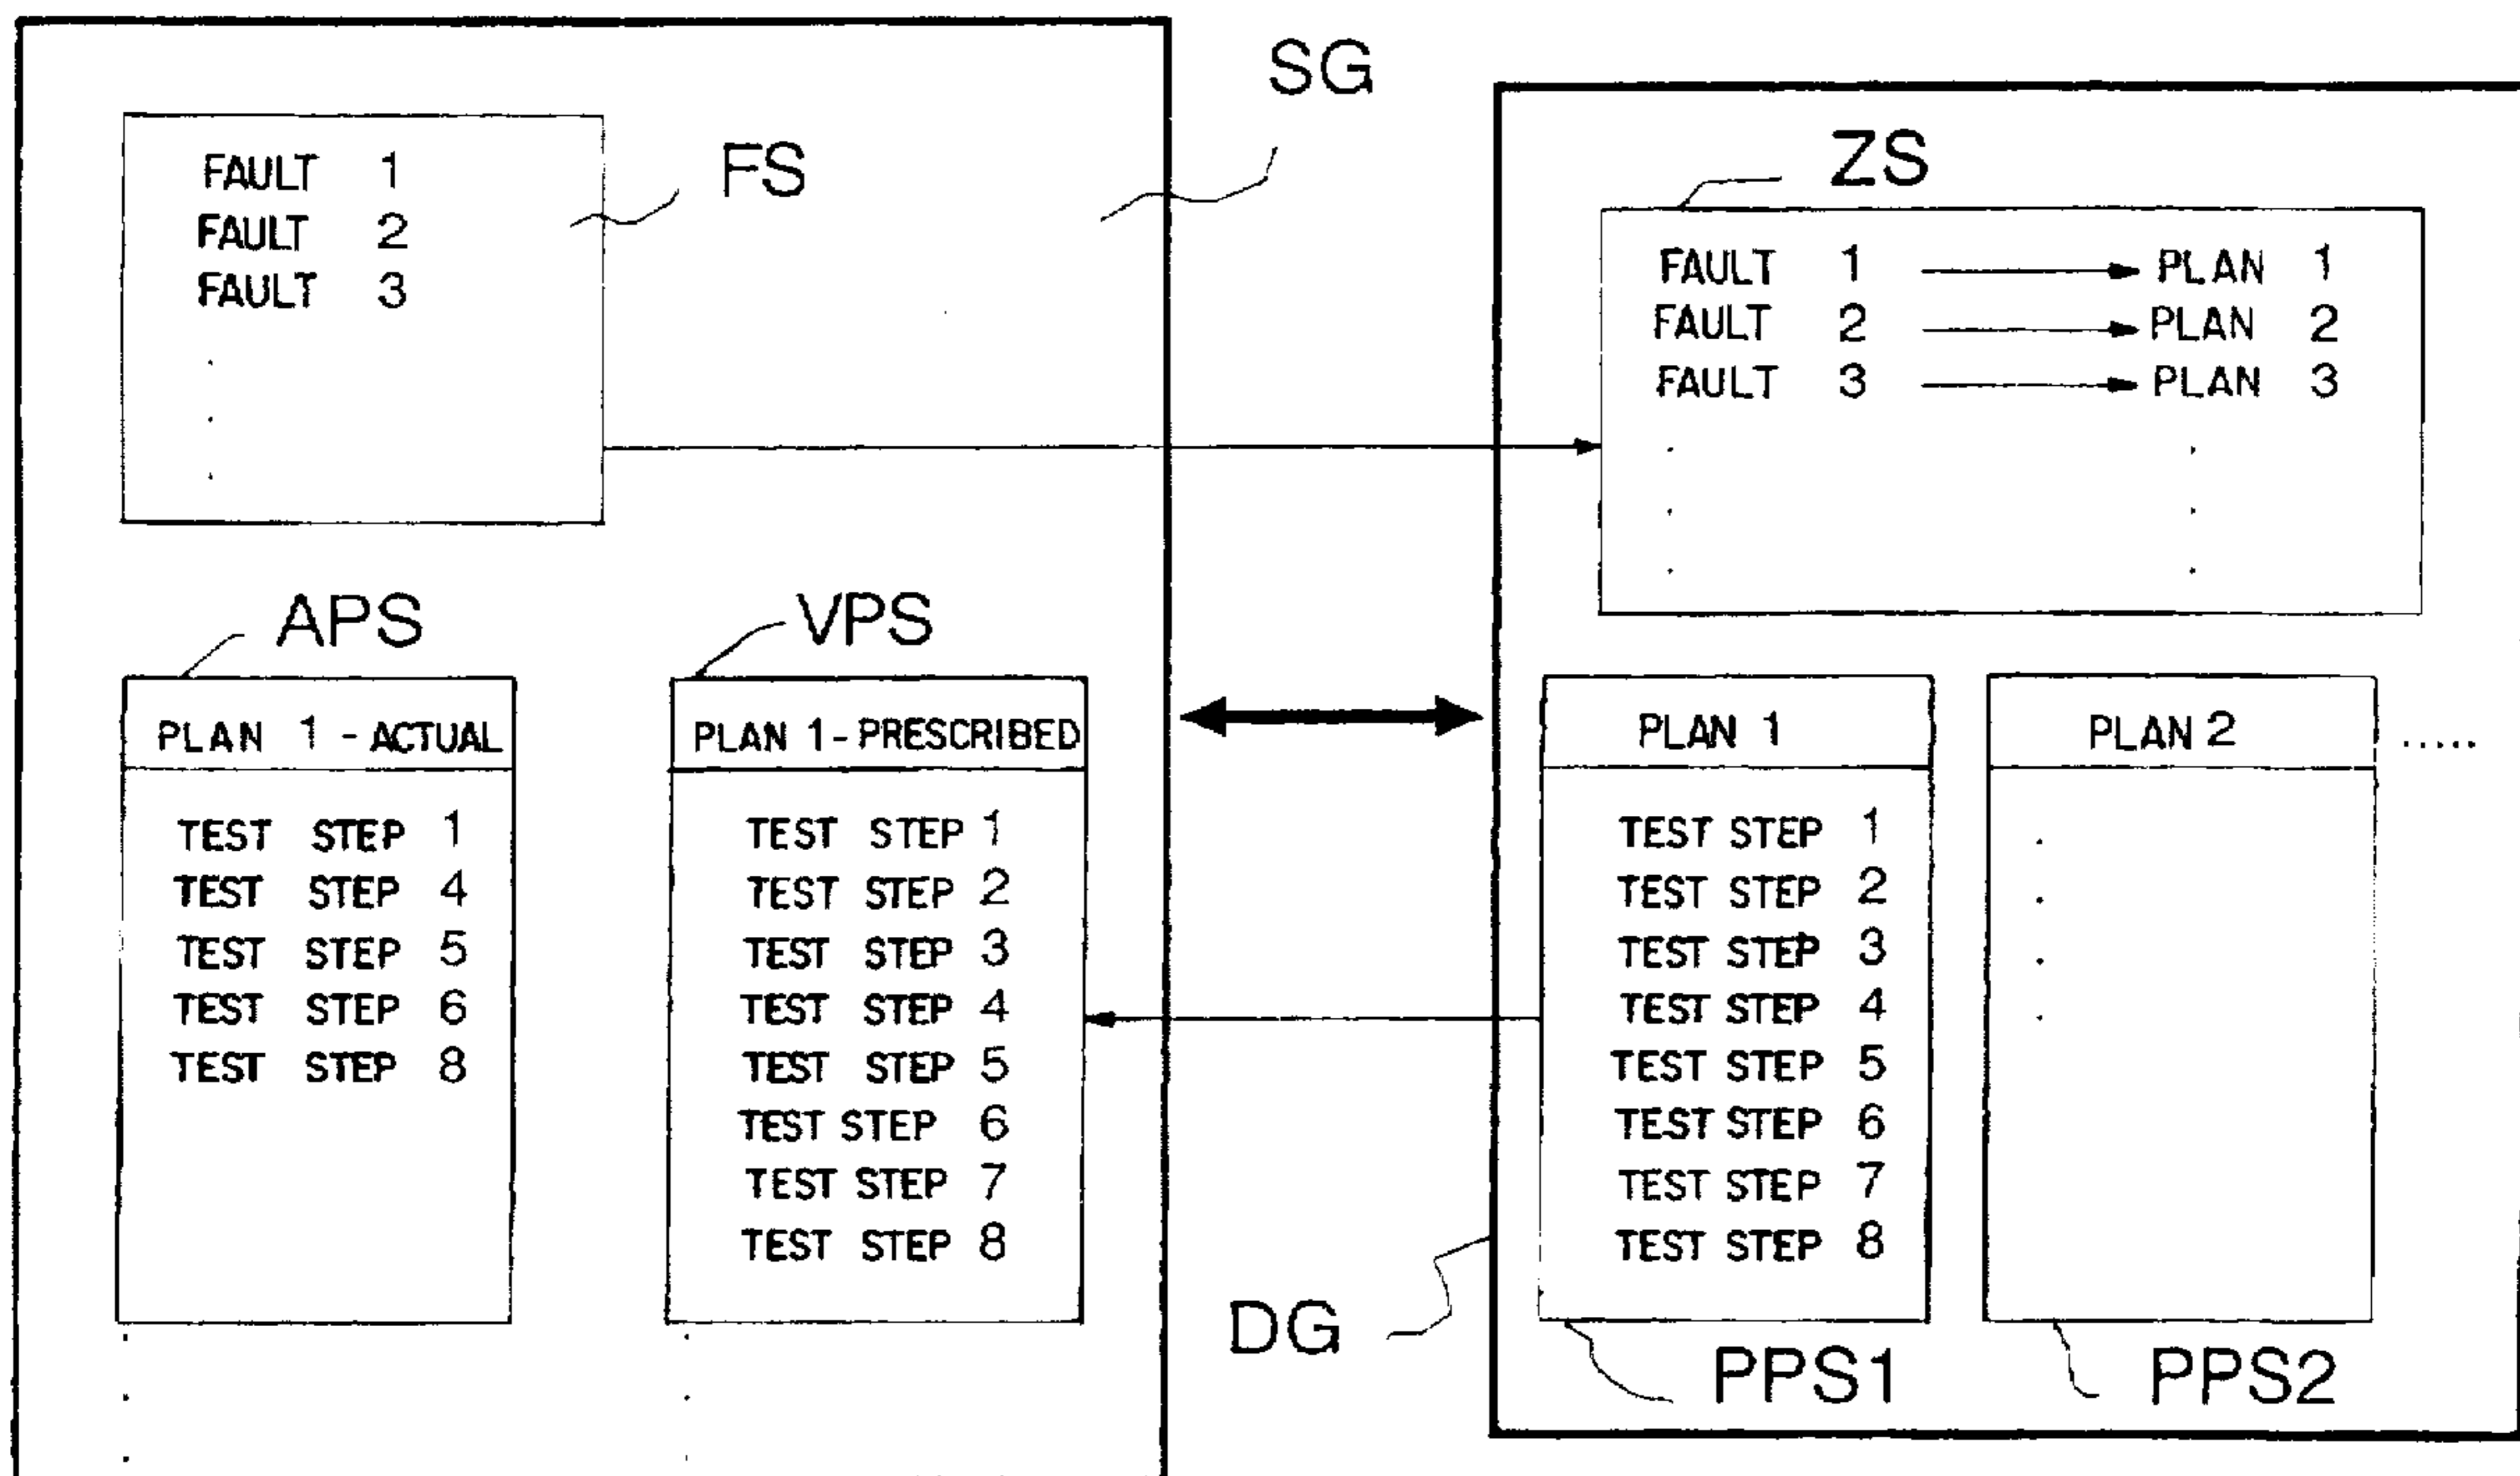 SG
FS
FAULT 1
FAULT 2
FAULT 3
.
.
.
ZS
FAULT 1 → PLAN 1
FAULT 2 → PLAN 2
FAULT 3 → PLAN 3
. .
. .
. .
APS
PLAN 1 - ACTUAL
TEST STEP 1
TEST STEP 4
TEST STEP 5
TEST STEP 6
TEST STEP 8
.
.
.
VPS
PLAN 1 - PRESCRIBED
TEST STEP 1
TEST STEP 2
TEST STEP 3
TEST STEP 4
TEST STEP 5
TEST STEP 6
TEST STEP 7
TEST STEP 8
.
.
.
DG
PLAN 1
TEST STEP 1
TEST STEP 2
TEST STEP 3
TEST STEP 4
TEST STEP 5
TEST STEP 6
TEST STEP 7
TEST STEP 8
PPS1
PLAN 2 .....
.
.
.
.
PPS2